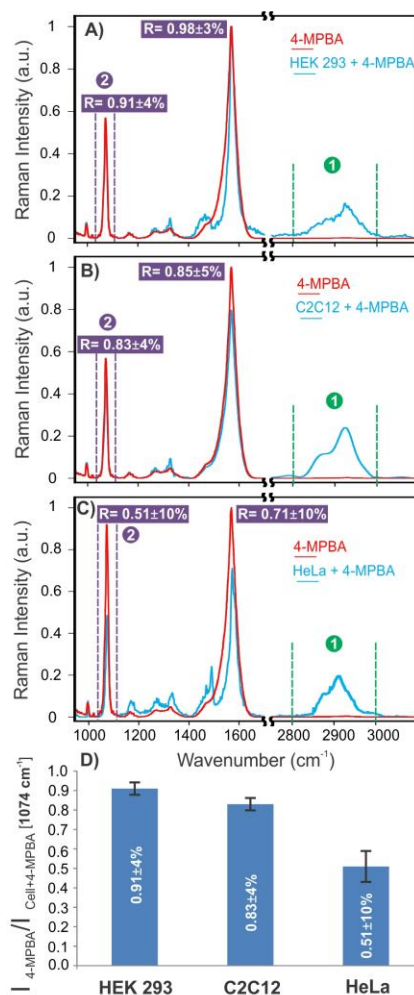 A)
R= 0.98±3%
4-MPBA
HEK 293 + 4-MPBA
2
R= 0.91±4%
1
Raman Intensity (a.u.)
1
0.8
0.6
0.4
0.2
0
B)
R= 0.85±5%
4-MPBA
C2C12 + 4-MPBA
2
R= 0.83±4%
1
Raman Intensity (a.u.)
1
0.8
0.6
0.4
0.2
0
C)
R= 0.51±10%
R= 0.71±10%
2
4-MPBA
HeLa + 4-MPBA
1
Raman Intensity (a.u.)
1
0.8
0.6
0.4
0.2
0
1000 1200 1400 1600 2800 2900 3000
Wavenumber (cm-1)
D)
I 4-MPBA/I Cell+4-MPBA [1074 cm-1]
1.0
0.9
0.8
0.7
0.6
0.5
0.4
0.3
0.2
0.1
0.0
0.91±4%
0.83±4%
0.51±10%
HEK 293 C2C12 HeLa